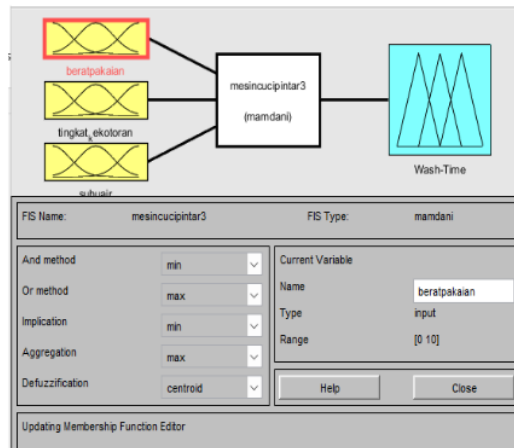 beratpakaian
mesincucipintar3
(mamdani)
tingkat_kekotoran
suhuair
Wash-Time
FIS Name: mesincucipintar3 FIS Type: mamdani
And method min
Or method max
Implication min
Aggregation max
Defuzzification centroid
Current Variable
Name beratpakaian
Type input
Range [0 10]
Help Close
Updating Membership Function Editor